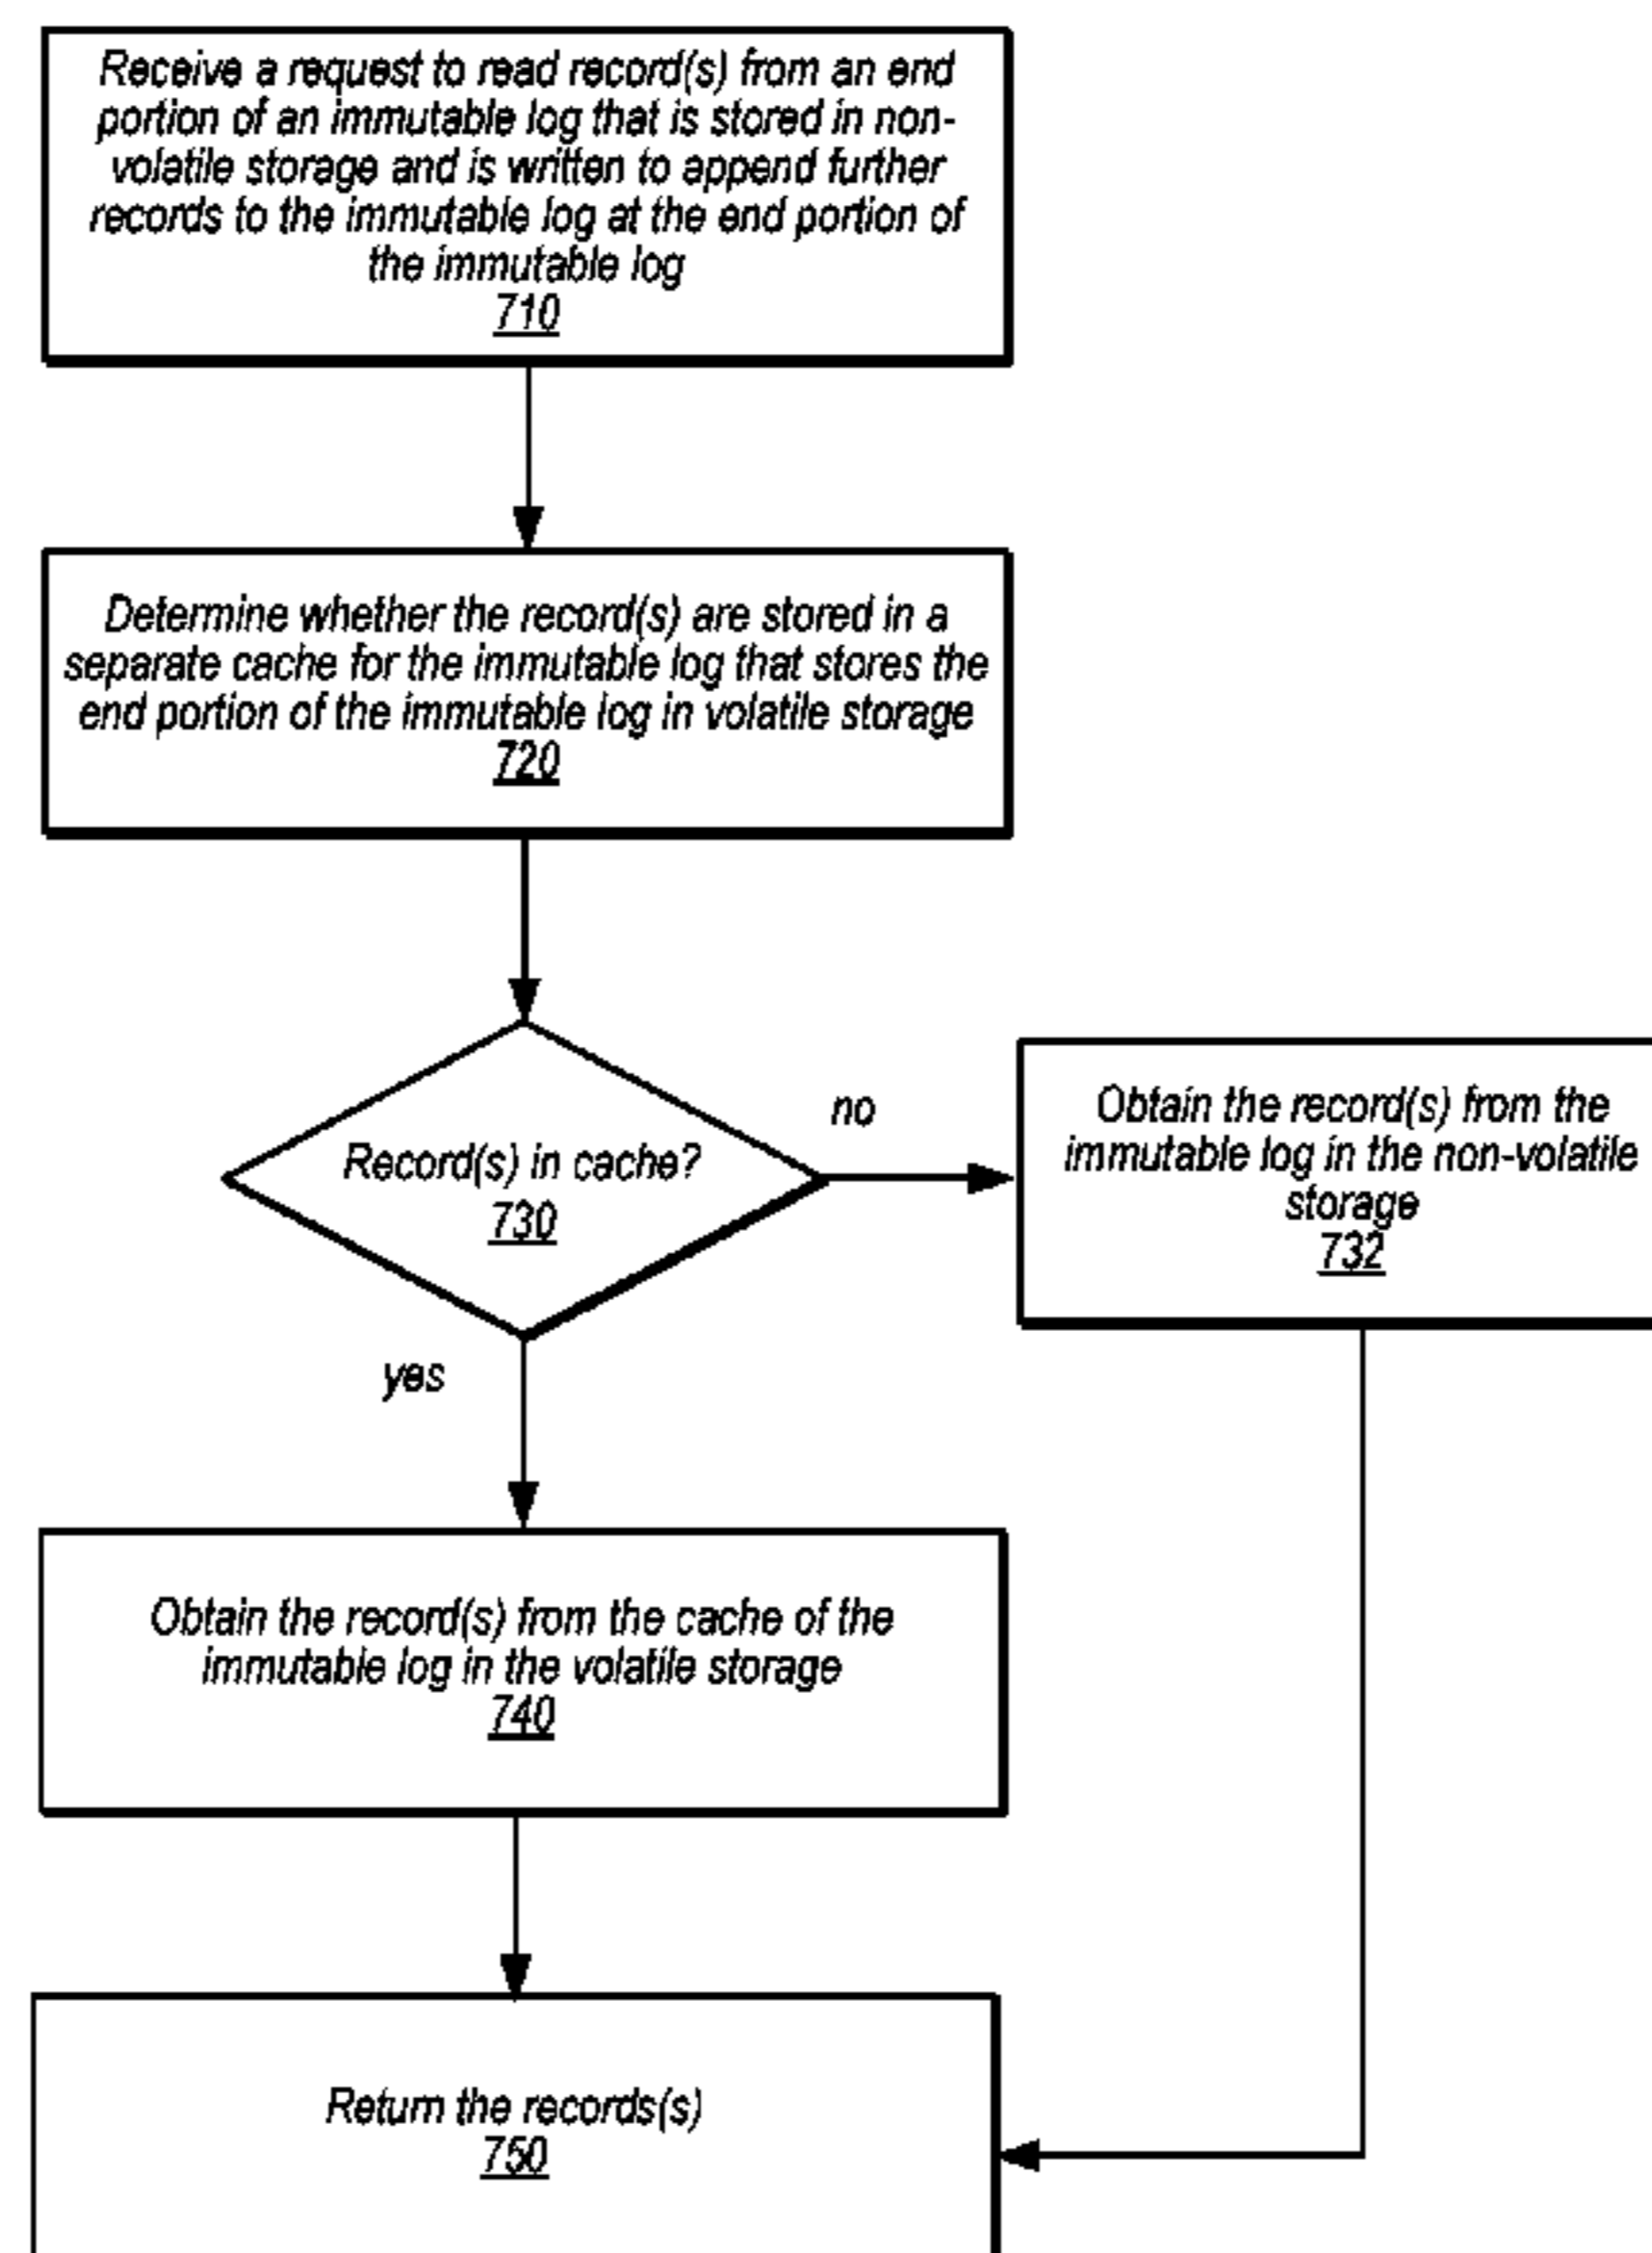 Receive a request to read record(s) from an end
portion of an immutable log that is stored in non-
volatile storage and is written to append further
records to the immutable log at the end portion of
the immutable log
710
Determine whether the record(s) are stored in a
separate cache for the immutable log that stores the
end portion of the immutable log in volatile storage
720
Record(s) in cache?
730
no
Obtain the record(s) from the
immutable log in the non-volatile
storage
732
yes
Obtain the record(s) from the cache of the
immutable log in the volatile storage
740
Return the records(s)
750